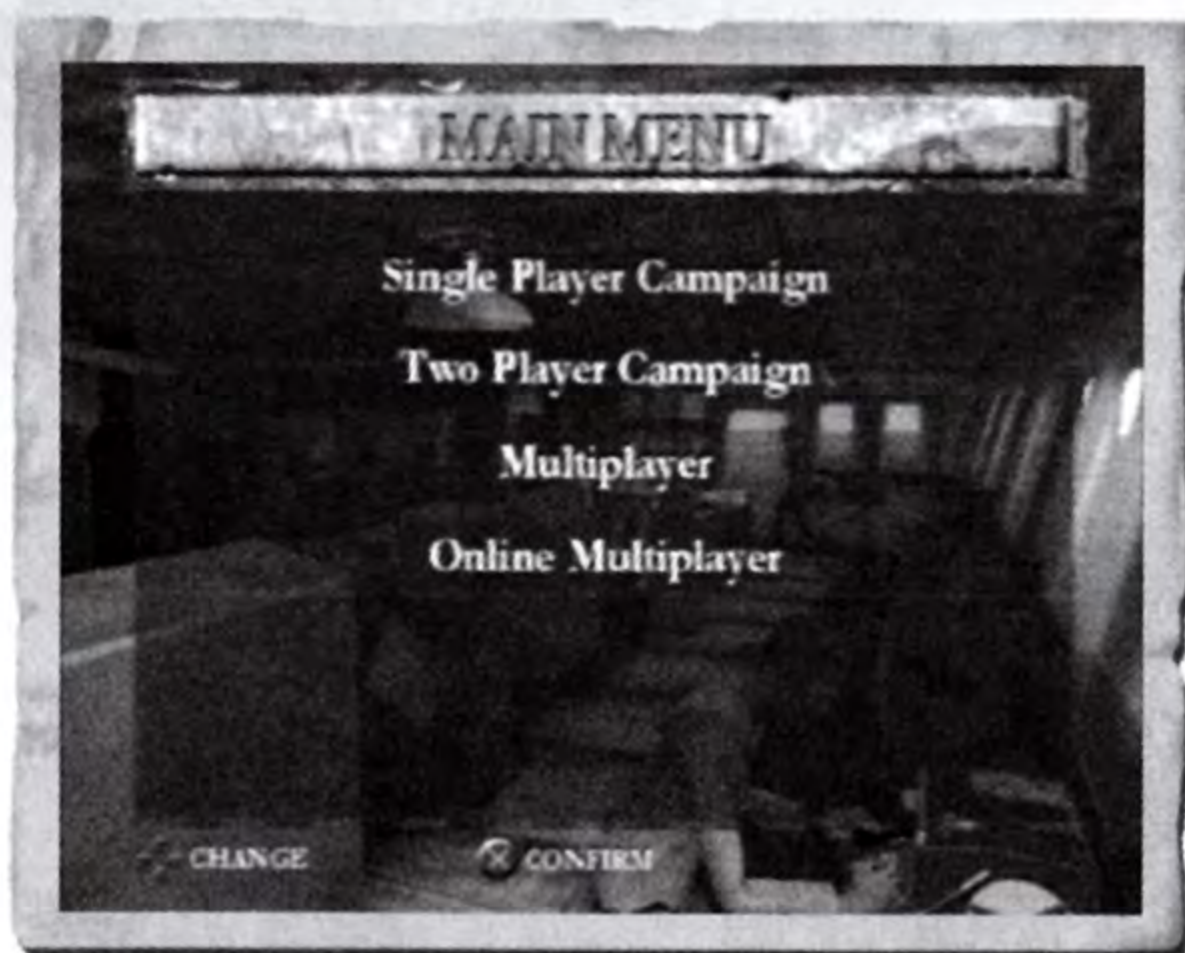 MAIN MENU
Single Player Campaign
Two Player Campaign
Multiplayer
Online Multiplayer
CHANGE
CONFIRM